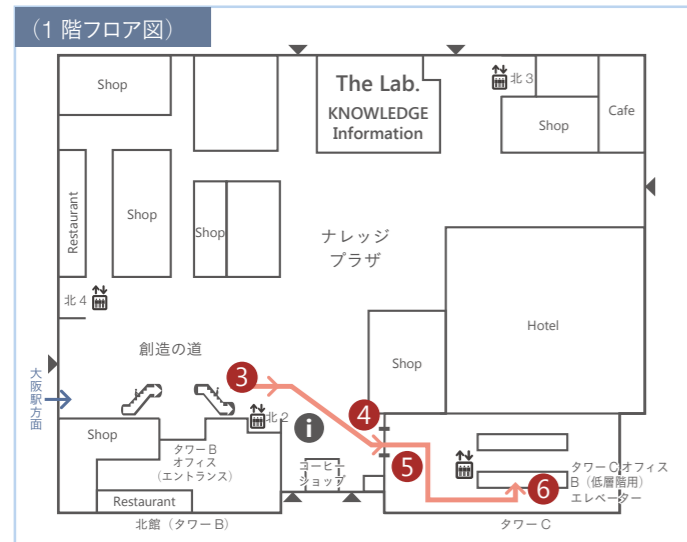 （1 階フロア図）
Shop
The Lab.
KNOWLEDGE
Information
北3
Shop
Cafe
Restaurant
Shop
Shop
ナレッジ
プラザ
北4
Hotel
創造の道
Shop
大阪駅方面
3
4
北2
i
Shop
タワーB
オフィス
（エントランス）
コーヒー
ショップ
5
6
タワーC オフィス
B（低層階用）
エレベーター
Restaurant
北館（タワーB）
タワーC